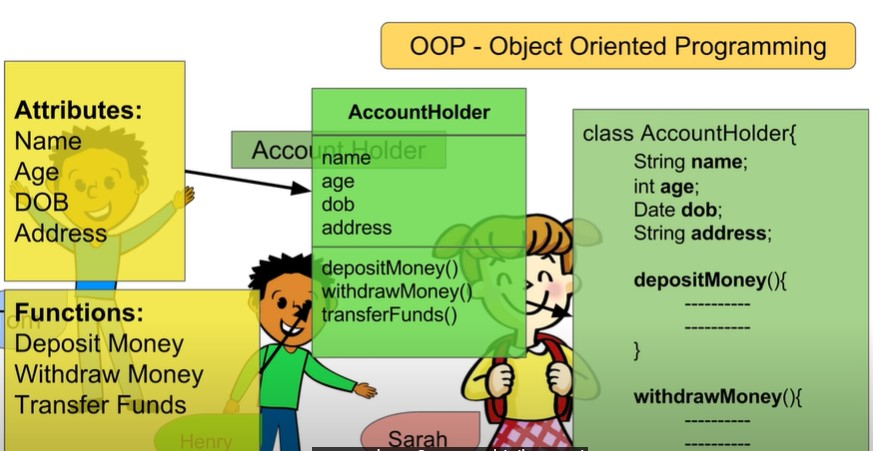 OOP - Object Oriented Programming
Attributes:
Name
Age
DOB
Address
Functions:
Deposit Money
Withdraw Money
Transfer Funds
Account Holder
AccountHolder
name
age
dob
address
depositMoney()
withdrawMoney()
transferFunds()
class AccountHolder{
String name;
int age;
Date dob;
String address;
depositMoney(){
----------
----------
}
withdrawMoney(){
----------
----------
Henry
Sarah